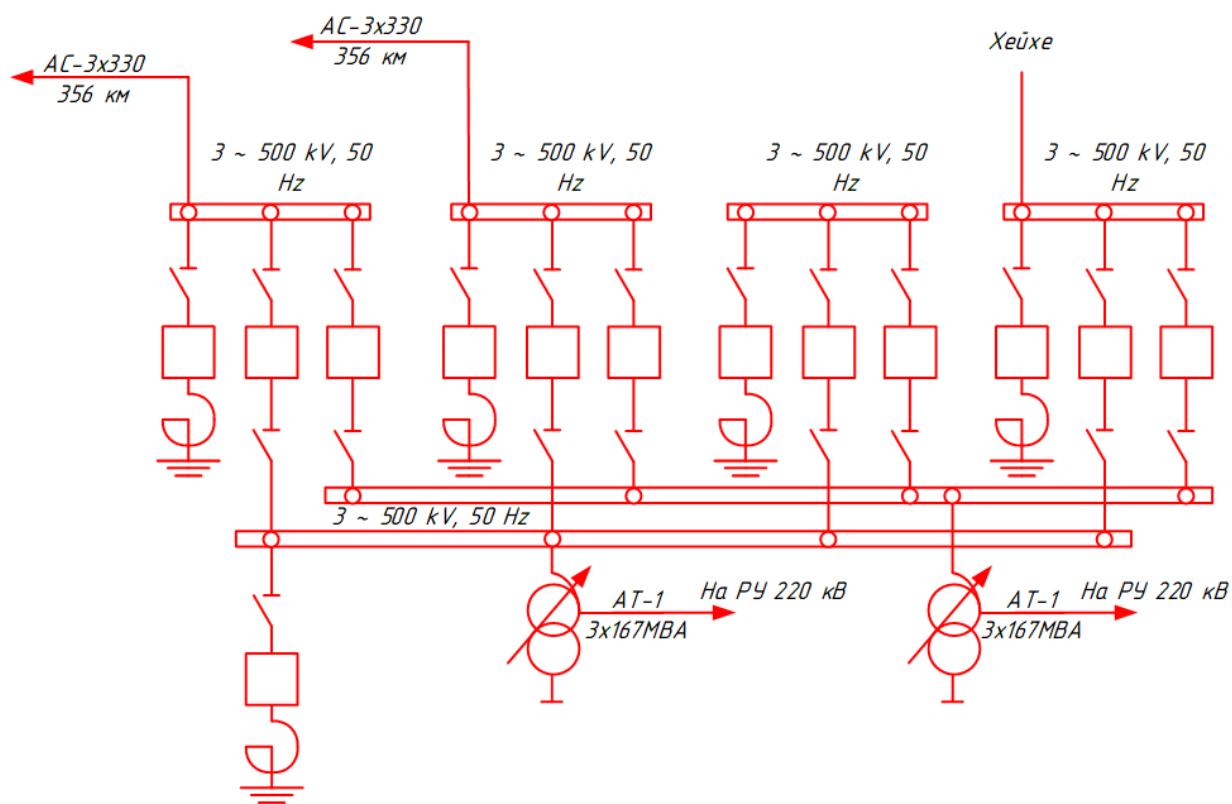 АС-3х330
356 км
АС-3х330
356 км
Хейхе
3 ~ 500 kV, 50
Hz
3 ~ 500 kV, 50
Hz
3 ~ 500 kV, 50
Hz
3 ~ 500 kV, 50
Hz
3 ~ 500 kV, 50 Hz
АТ-1
3х167МВА
На РУ 220 кВ
АТ-1
3х167МВА
На РУ 220 кВ